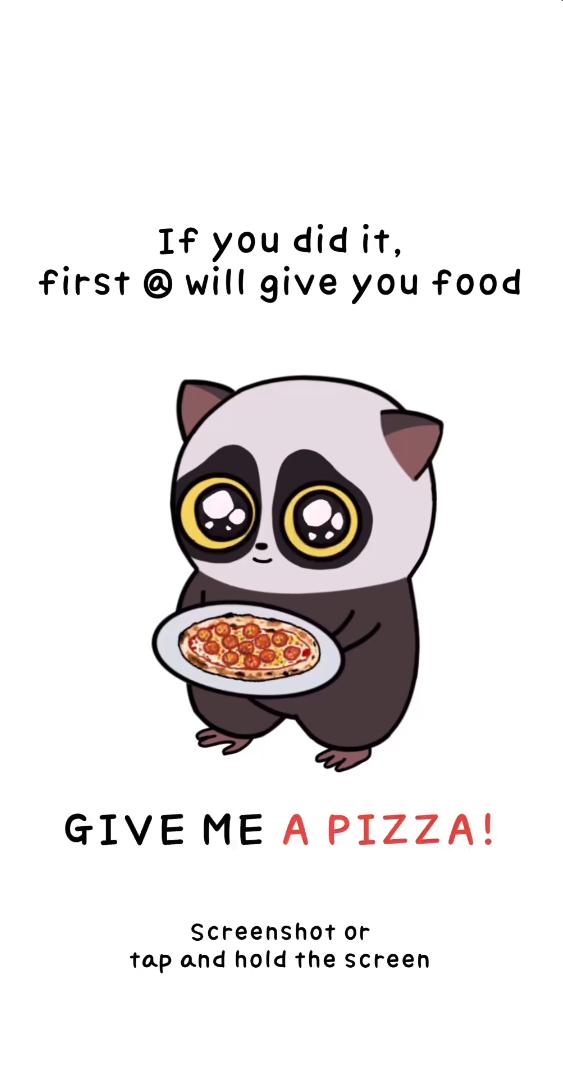 If you did it,
first @ will give you food
GIVE ME A PIZZA!
Screenshot or
tap and hold the screen